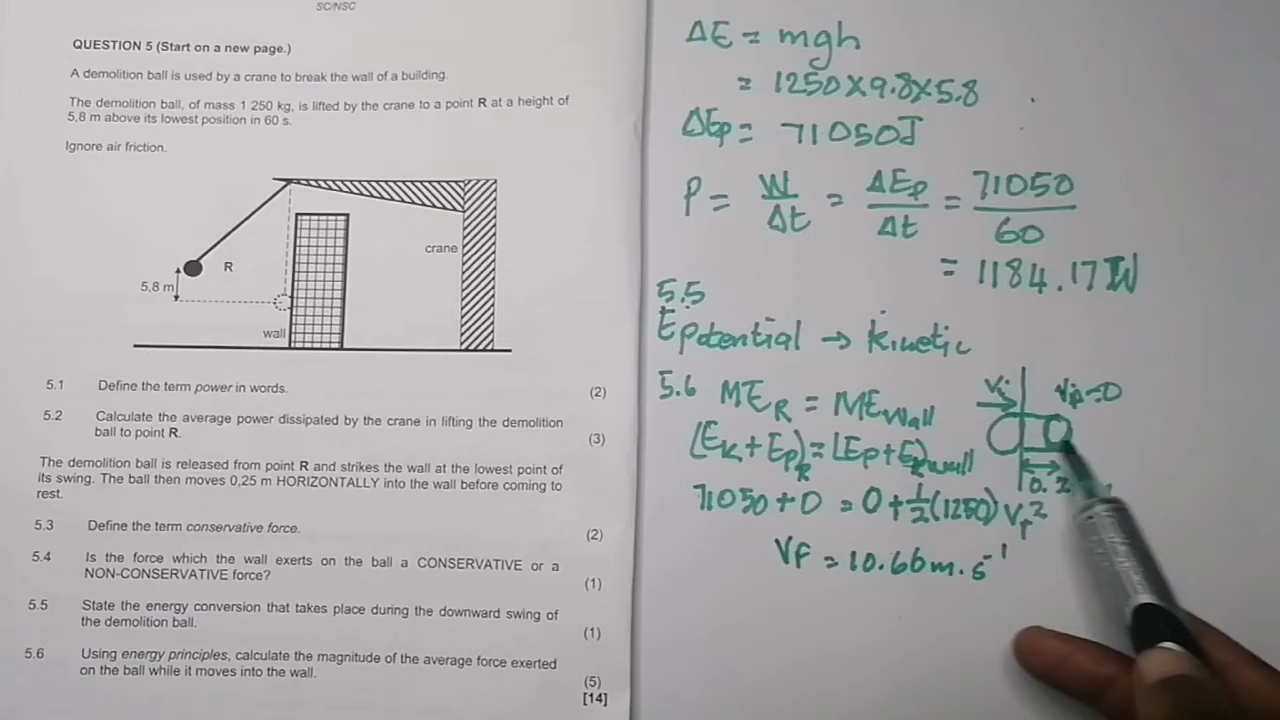 SC/NSC
QUESTION 5 (Start on a new page.)
A demolition ball is used by a crane to break the wall of a building.
The demolition ball, of mass 1 250 kg, is lifted by the crane to a point R at a height of
5,8 m above its lowest position in 60 s.
Ignore air friction.
R
crane
5,8 m
wall
5.1 Define the term power in words. (2)
5.2 Calculate the average power dissipated by the crane in lifting the demolition
ball to point R. (3)
The demolition ball is released from point R and strikes the wall at the lowest point of
its swing. The ball then moves 0,25 m HORIZONTALLY into the wall before coming to
rest.
5.3 Define the term conservative force. (2)
5.4 Is the force which the wall exerts on the ball a CONSERVATIVE or a
NON-CONSERVATIVE force? (1)
5.5 State the energy conversion that takes place during the downward swing of
the demolition ball. (1)
5.6 Using energy principles, calculate the magnitude of the average force exerted
on the ball while it moves into the wall. (5)
[14]
ΔE = mgh
= 1250×9.8×5.8
ΔEp = 71050J
P = W/Δt = ΔEp/Δt = 71050/60
= 1184.17 W
5.5
Epotential → kinetic
5.6 MER = MEwall
(Ek+Ep)R = (Ep+Ek)wall
71050+0 = 0+½(1250)Vf²
Vf = 10.66m.s⁻¹
Vi
Vf=0